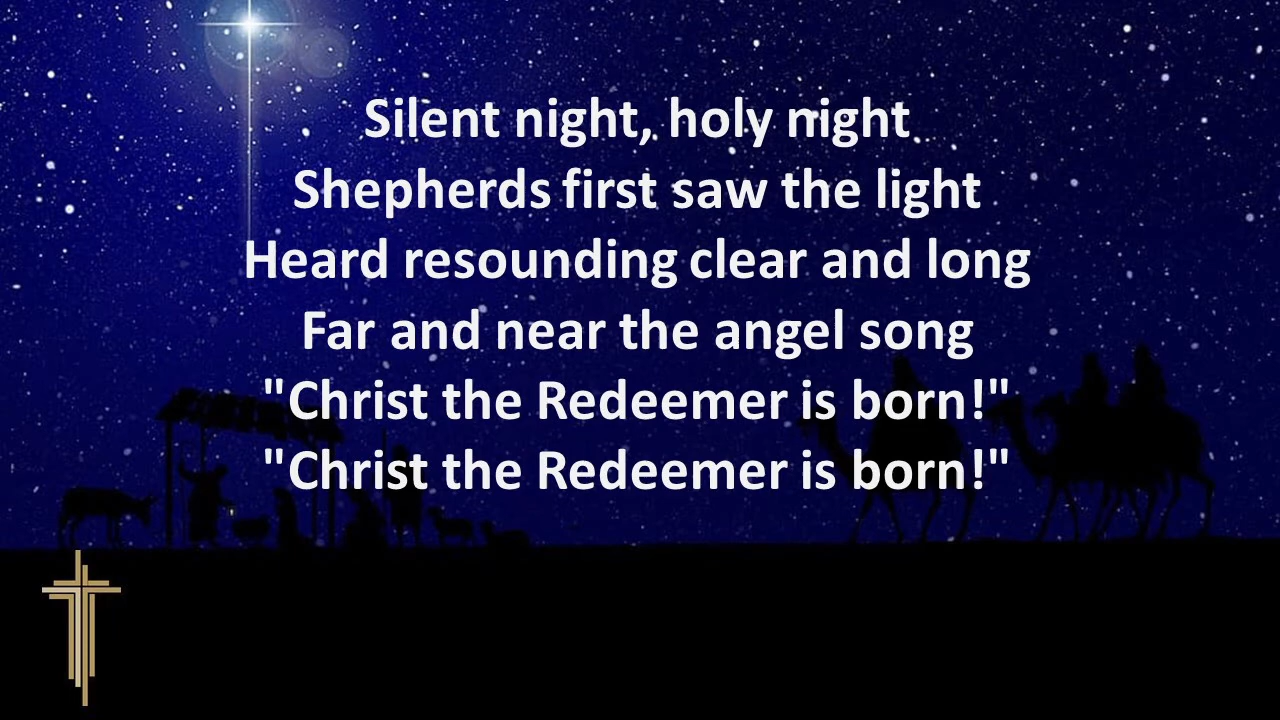 Silent night, holy night
Shepherds first saw the light
Heard resounding clear and long
Far and near the angel song
"Christ the Redeemer is born!"
"Christ the Redeemer is born!"